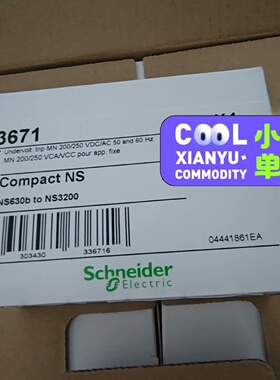 3671
Undervolt. trip MN 200/250 VDC/AC 50 and 60 Hz
MN 200/250 VCA/VCC pour app. fixe
Compact NS
NS630b to NS3200
303430 336716
04441861EA
Schneider
Electric
COOL
XIANYU
COMMODITY
小
单